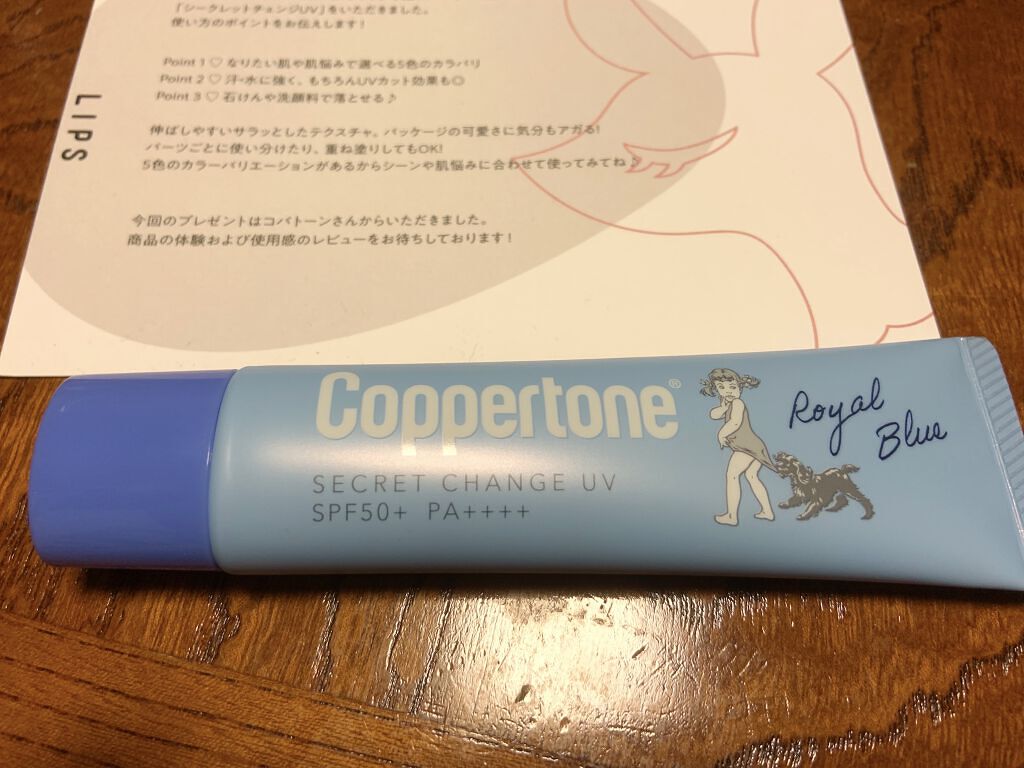 「シークレットチェンジUV」をいただきました。
使い方のポイントをお伝えします!
Point 1 ♡ なりたい肌や肌悩みで選べる5色のカラバリ
Point 2 ♡ 汗・水に強く、もちろんUVカット効果も◎
Point 3 ♡ 石けんや洗顔料で落とせる♪
伸ばしやすいサラッとしたテクスチャ。パッケージの可愛さに気分もアガる!
パーツごとに使い分けたり、重ね塗りしてもOK!
5色のカラーバリエーションがあるからシーンや肌悩みに合わせて使ってみてね♪
今回のプレゼントはコパトーンさんからいただきました。
商品の体験および使用感のレビューをお待ちしております!
LIPS
Coppertone®
SECRET CHANGE UV
SPF50+ PA++++
Royal
Blue